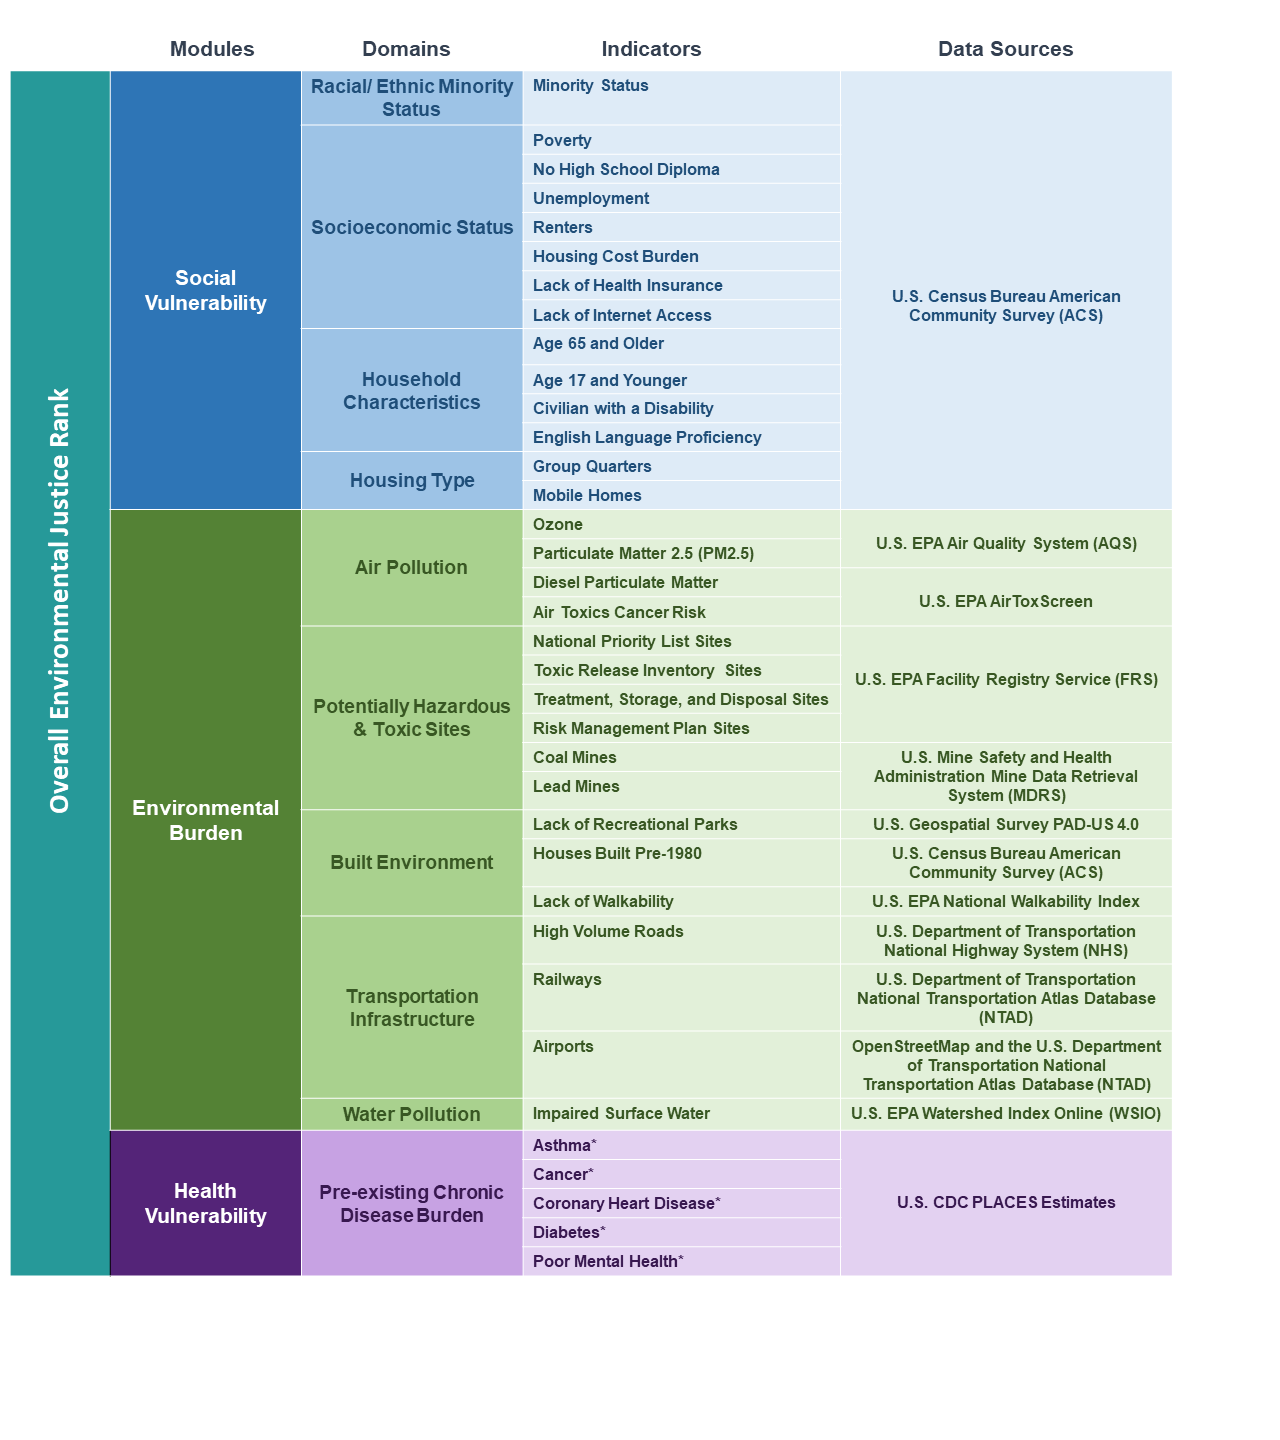 Modules Domains Indicators Data Sources
Overall Environmental Justice Rank
Social
Vulnerability
Racial/ Ethnic Minority
Status
Minority Status
Socioeconomic Status
Poverty
No High School Diploma
Unemployment
Renters
Housing Cost Burden
Lack of Health Insurance
Lack of Internet Access
Household
Characteristics
Age 65 and Older
Age 17 and Younger
Civilian with a Disability
English Language Proficiency
Housing Type
Group Quarters
Mobile Homes
U.S. Census Bureau American
Community Survey (ACS)
Environmental
Burden
Air Pollution
Ozone
Particulate Matter 2.5 (PM2.5)
U.S. EPA Air Quality System (AQS)
Diesel Particulate Matter
Air Toxics Cancer Risk
U.S. EPA AirToxScreen
Potentially Hazardous
& Toxic Sites
National Priority List Sites
Toxic Release Inventory Sites
Treatment, Storage, and Disposal Sites
Risk Management Plan Sites
U.S. EPA Facility Registry Service (FRS)
Coal Mines
Lead Mines
U.S. Mine Safety and Health
Administration Mine Data Retrieval
System (MDRS)
Built Environment
Lack of Recreational Parks
U.S. Geospatial Survey PAD-US 4.0
Houses Built Pre-1980
U.S. Census Bureau American
Community Survey (ACS)
Lack of Walkability
U.S. EPA National Walkability Index
Transportation
Infrastructure
High Volume Roads
U.S. Department of Transportation
National Highway System (NHS)
Railways
U.S. Department of Transportation
National Transportation Atlas Database
(NTAD)
Airports
OpenStreetMap and the U.S. Department
of Transportation National
Transportation Atlas Database (NTAD)
Water Pollution
Impaired Surface Water
U.S. EPA Watershed Index Online (WSIO)
Health
Vulnerability
Pre-existing Chronic
Disease Burden
Asthma*
Cancer*
Coronary Heart Disease*
Diabetes*
Poor Mental Health*
U.S. CDC PLACES Estimates